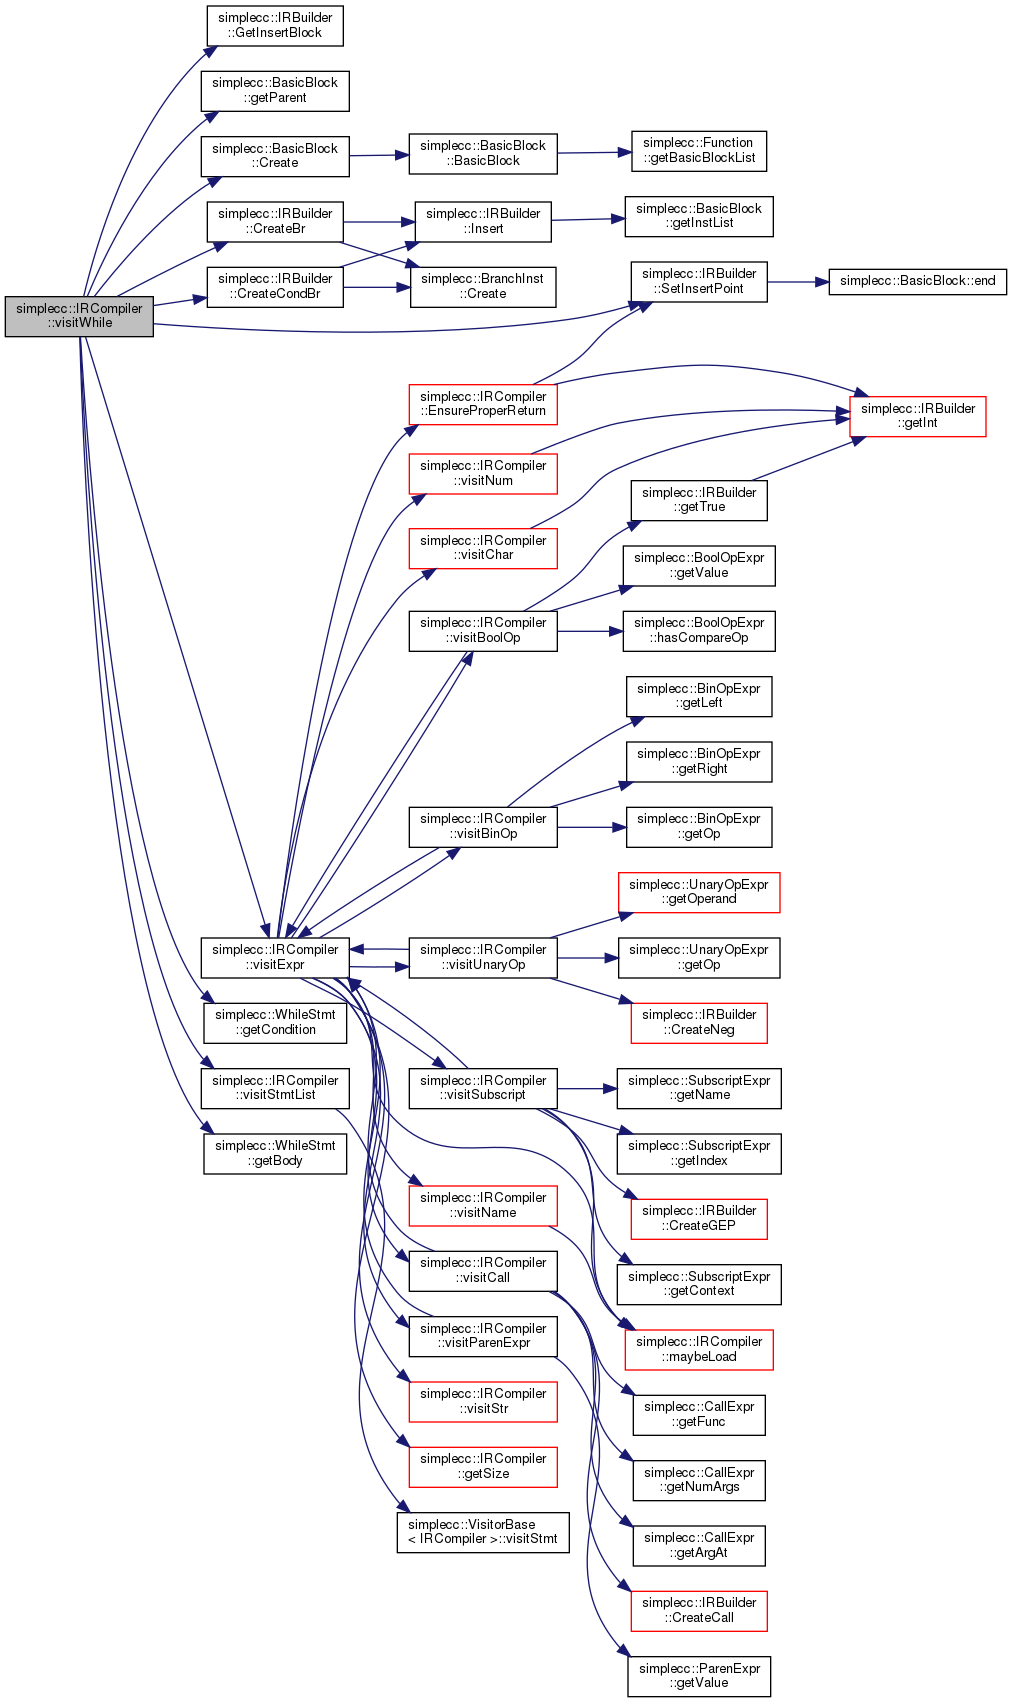 simplecc::IRBuilder
::GetInsertBlock
simplecc::BasicBlock
::getParent
simplecc::BasicBlock
::Create
simplecc::BasicBlock
::BasicBlock
simplecc::Function
::getBasicBlockList
simplecc::IRBuilder
::CreateBr
simplecc::IRBuilder
::Insert
simplecc::BasicBlock
::getInstList
simplecc::IRBuilder
::CreateCondBr
simplecc::BranchInst
::Create
simplecc::IRBuilder
::SetInsertPoint
simplecc::BasicBlock::end
simplecc::IRCompiler
::visitWhile
simplecc::IRCompiler
::EnsureProperReturn
simplecc::IRBuilder
::getInt
simplecc::IRCompiler
::visitNum
simplecc::IRBuilder
::getTrue
simplecc::IRCompiler
::visitChar
simplecc::BoolOpExpr
::getValue
simplecc::IRCompiler
::visitBoolOp
simplecc::BoolOpExpr
::hasCompareOp
simplecc::BinOpExpr
::getLeft
simplecc::BinOpExpr
::getRight
simplecc::IRCompiler
::visitBinOp
simplecc::BinOpExpr
::getOp
simplecc::UnaryOpExpr
::getOperand
simplecc::IRCompiler
::visitExpr
simplecc::IRCompiler
::visitUnaryOp
simplecc::UnaryOpExpr
::getOp
simplecc::WhileStmt
::getCondition
simplecc::IRBuilder
::CreateNeg
simplecc::IRCompiler
::visitStmtList
simplecc::IRCompiler
::visitSubscript
simplecc::SubscriptExpr
::getName
simplecc::WhileStmt
::getBody
simplecc::SubscriptExpr
::getIndex
simplecc::IRCompiler
::visitName
simplecc::IRBuilder
::CreateGEP
simplecc::IRCompiler
::visitCall
simplecc::SubscriptExpr
::getContext
simplecc::IRCompiler
::visitParenExpr
simplecc::IRCompiler
::maybeLoad
simplecc::IRCompiler
::visitStr
simplecc::CallExpr
::getFunc
simplecc::IRCompiler
::getSize
simplecc::CallExpr
::getNumArgs
simplecc::VisitorBase
< IRCompiler >::visitStmt
simplecc::CallExpr
::getArgAt
simplecc::IRBuilder
::CreateCall
simplecc::ParenExpr
::getValue